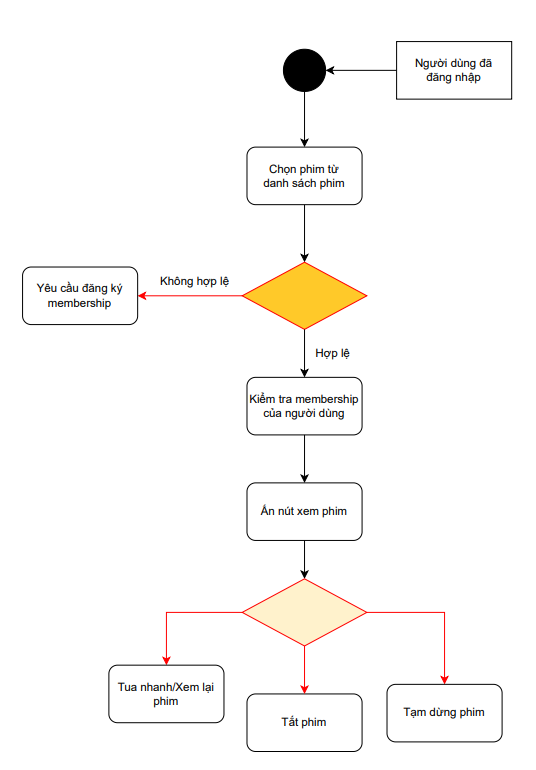 Người dùng đã
đăng nhập
Chọn phim từ
danh sách phim
Không hợp lệ
Yêu cầu đăng ký
membership
Hợp lệ
Kiểm tra membership
của người dùng
Ấn nút xem phim
Tua nhanh/Xem lại
phim
Tắt phim
Tạm dừng phim